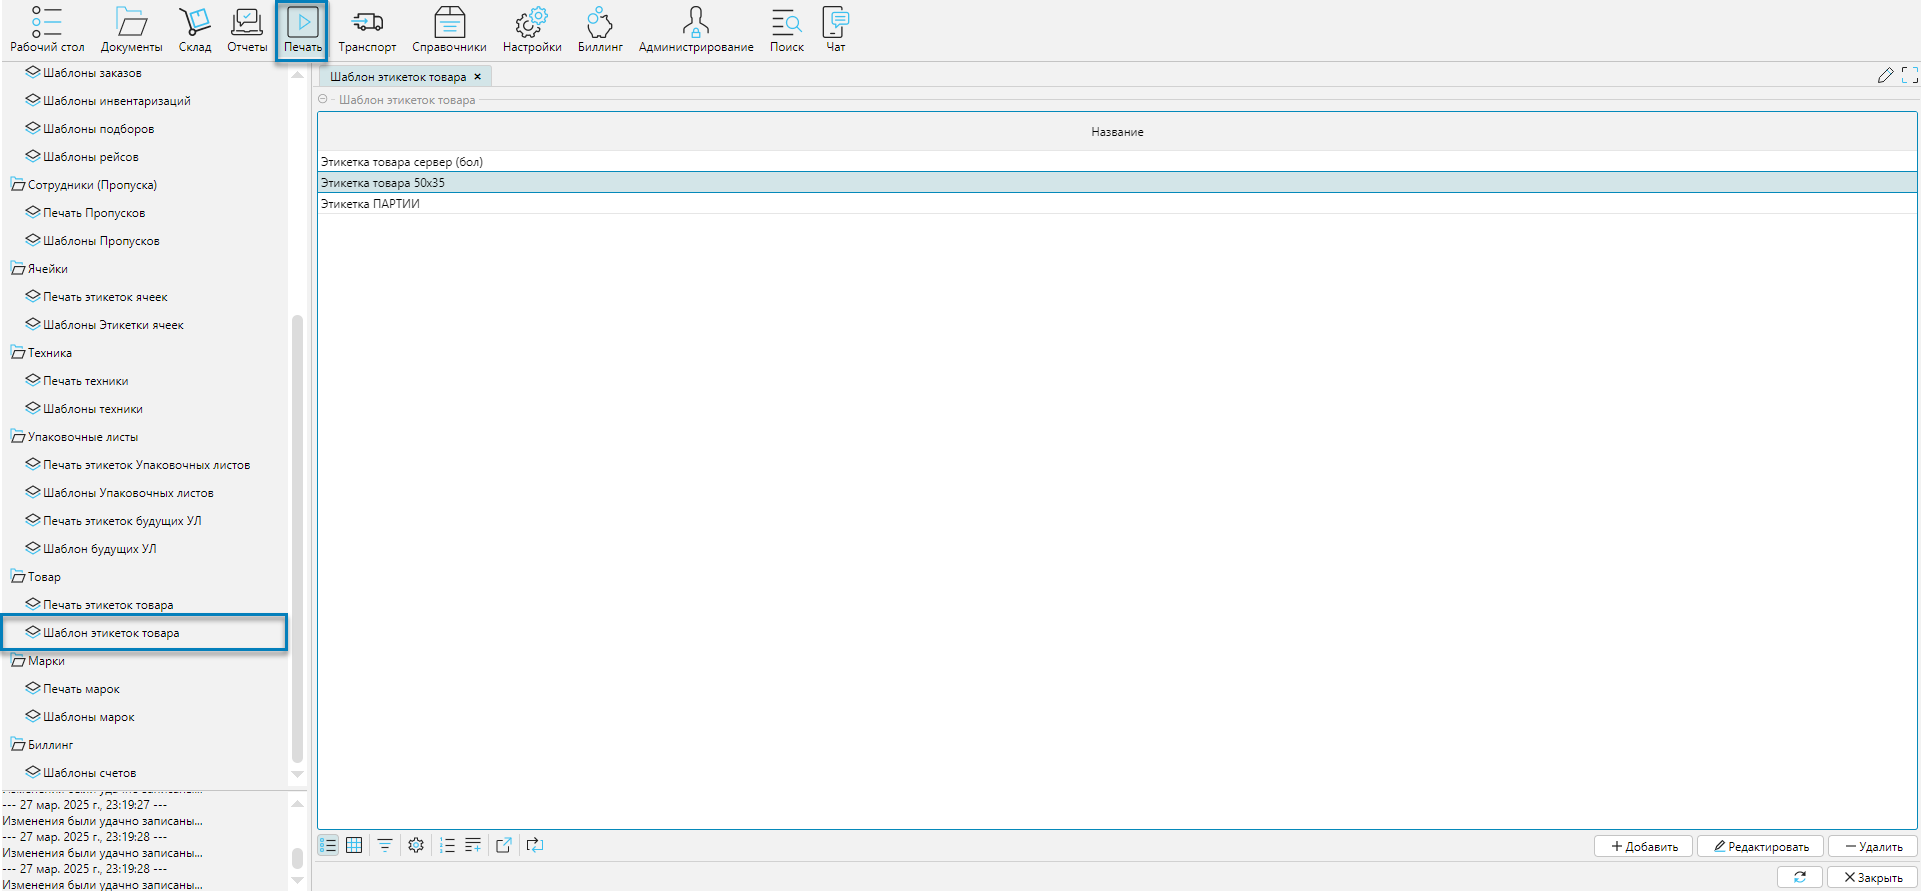 Рабочий стол
Документы
Склад
Отчеты
Печать
Транспорт
Справочники
Настройки
Биллинг
Администрирование
Поиск
Чат
Шаблоны заказов
Шаблоны инвентаризаций
Шаблоны подборов
Шаблоны рейсов
Сотрудники (Пропуска)
Печать Пропусков
Шаблоны Пропусков
Ячейки
Печать этикеток ячеек
Шаблоны Этикетки ячеек
Техника
Печать техники
Шаблоны техники
Упаковочные листы
Печать этикеток Упаковочных листов
Шаблоны Упаковочных листов
Печать этикеток будущих УЛ
Шаблон будущих УЛ
Товар
Печать этикеток товара
Шаблон этикеток товара
Марки
Печать марок
Шаблоны марок
Биллинг
Шаблоны счетов
--- 27 мар. 2025 г., 23:19:27 ---
Изменения были удачно записаны...
--- 27 мар. 2025 г., 23:19:28 ---
Изменения были удачно записаны...
--- 27 мар. 2025 г., 23:19:28 ---
Изменения были удачно записаны...
Шаблон этикеток товара
Шаблон этикеток товара
Название
Этикетка товара сервер (бол)
Этикетка товара 50x35
Этикетка ПАРТИИ
Добавить
Редактировать
Удалить
Закрыть